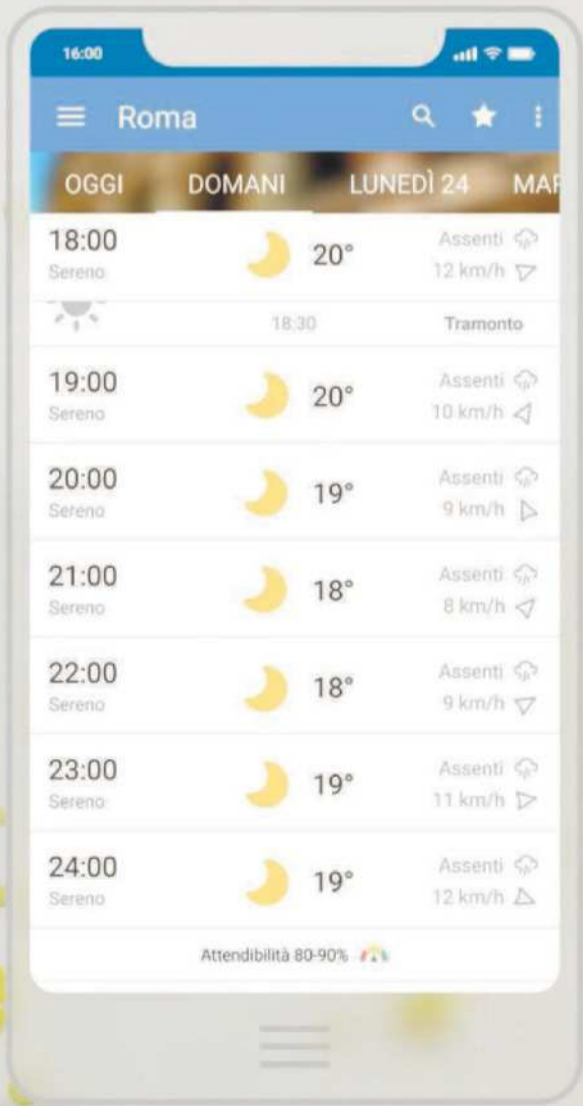 16:00
Roma
OGGI DOMANI LUNEDÌ 24 MAR
18:00 20° Assenti
Sereno 12 km/h
18:30 Tramonto
19:00 20° Assenti
Sereno 10 km/h
20:00 19° Assenti
Sereno 9 km/h
21:00 18° Assenti
Sereno 8 km/h
22:00 18° Assenti
Sereno 9 km/h
23:00 19° Assenti
Sereno 11 km/h
24:00 19° Assenti
Sereno 12 km/h
Attendibilità 80-90%